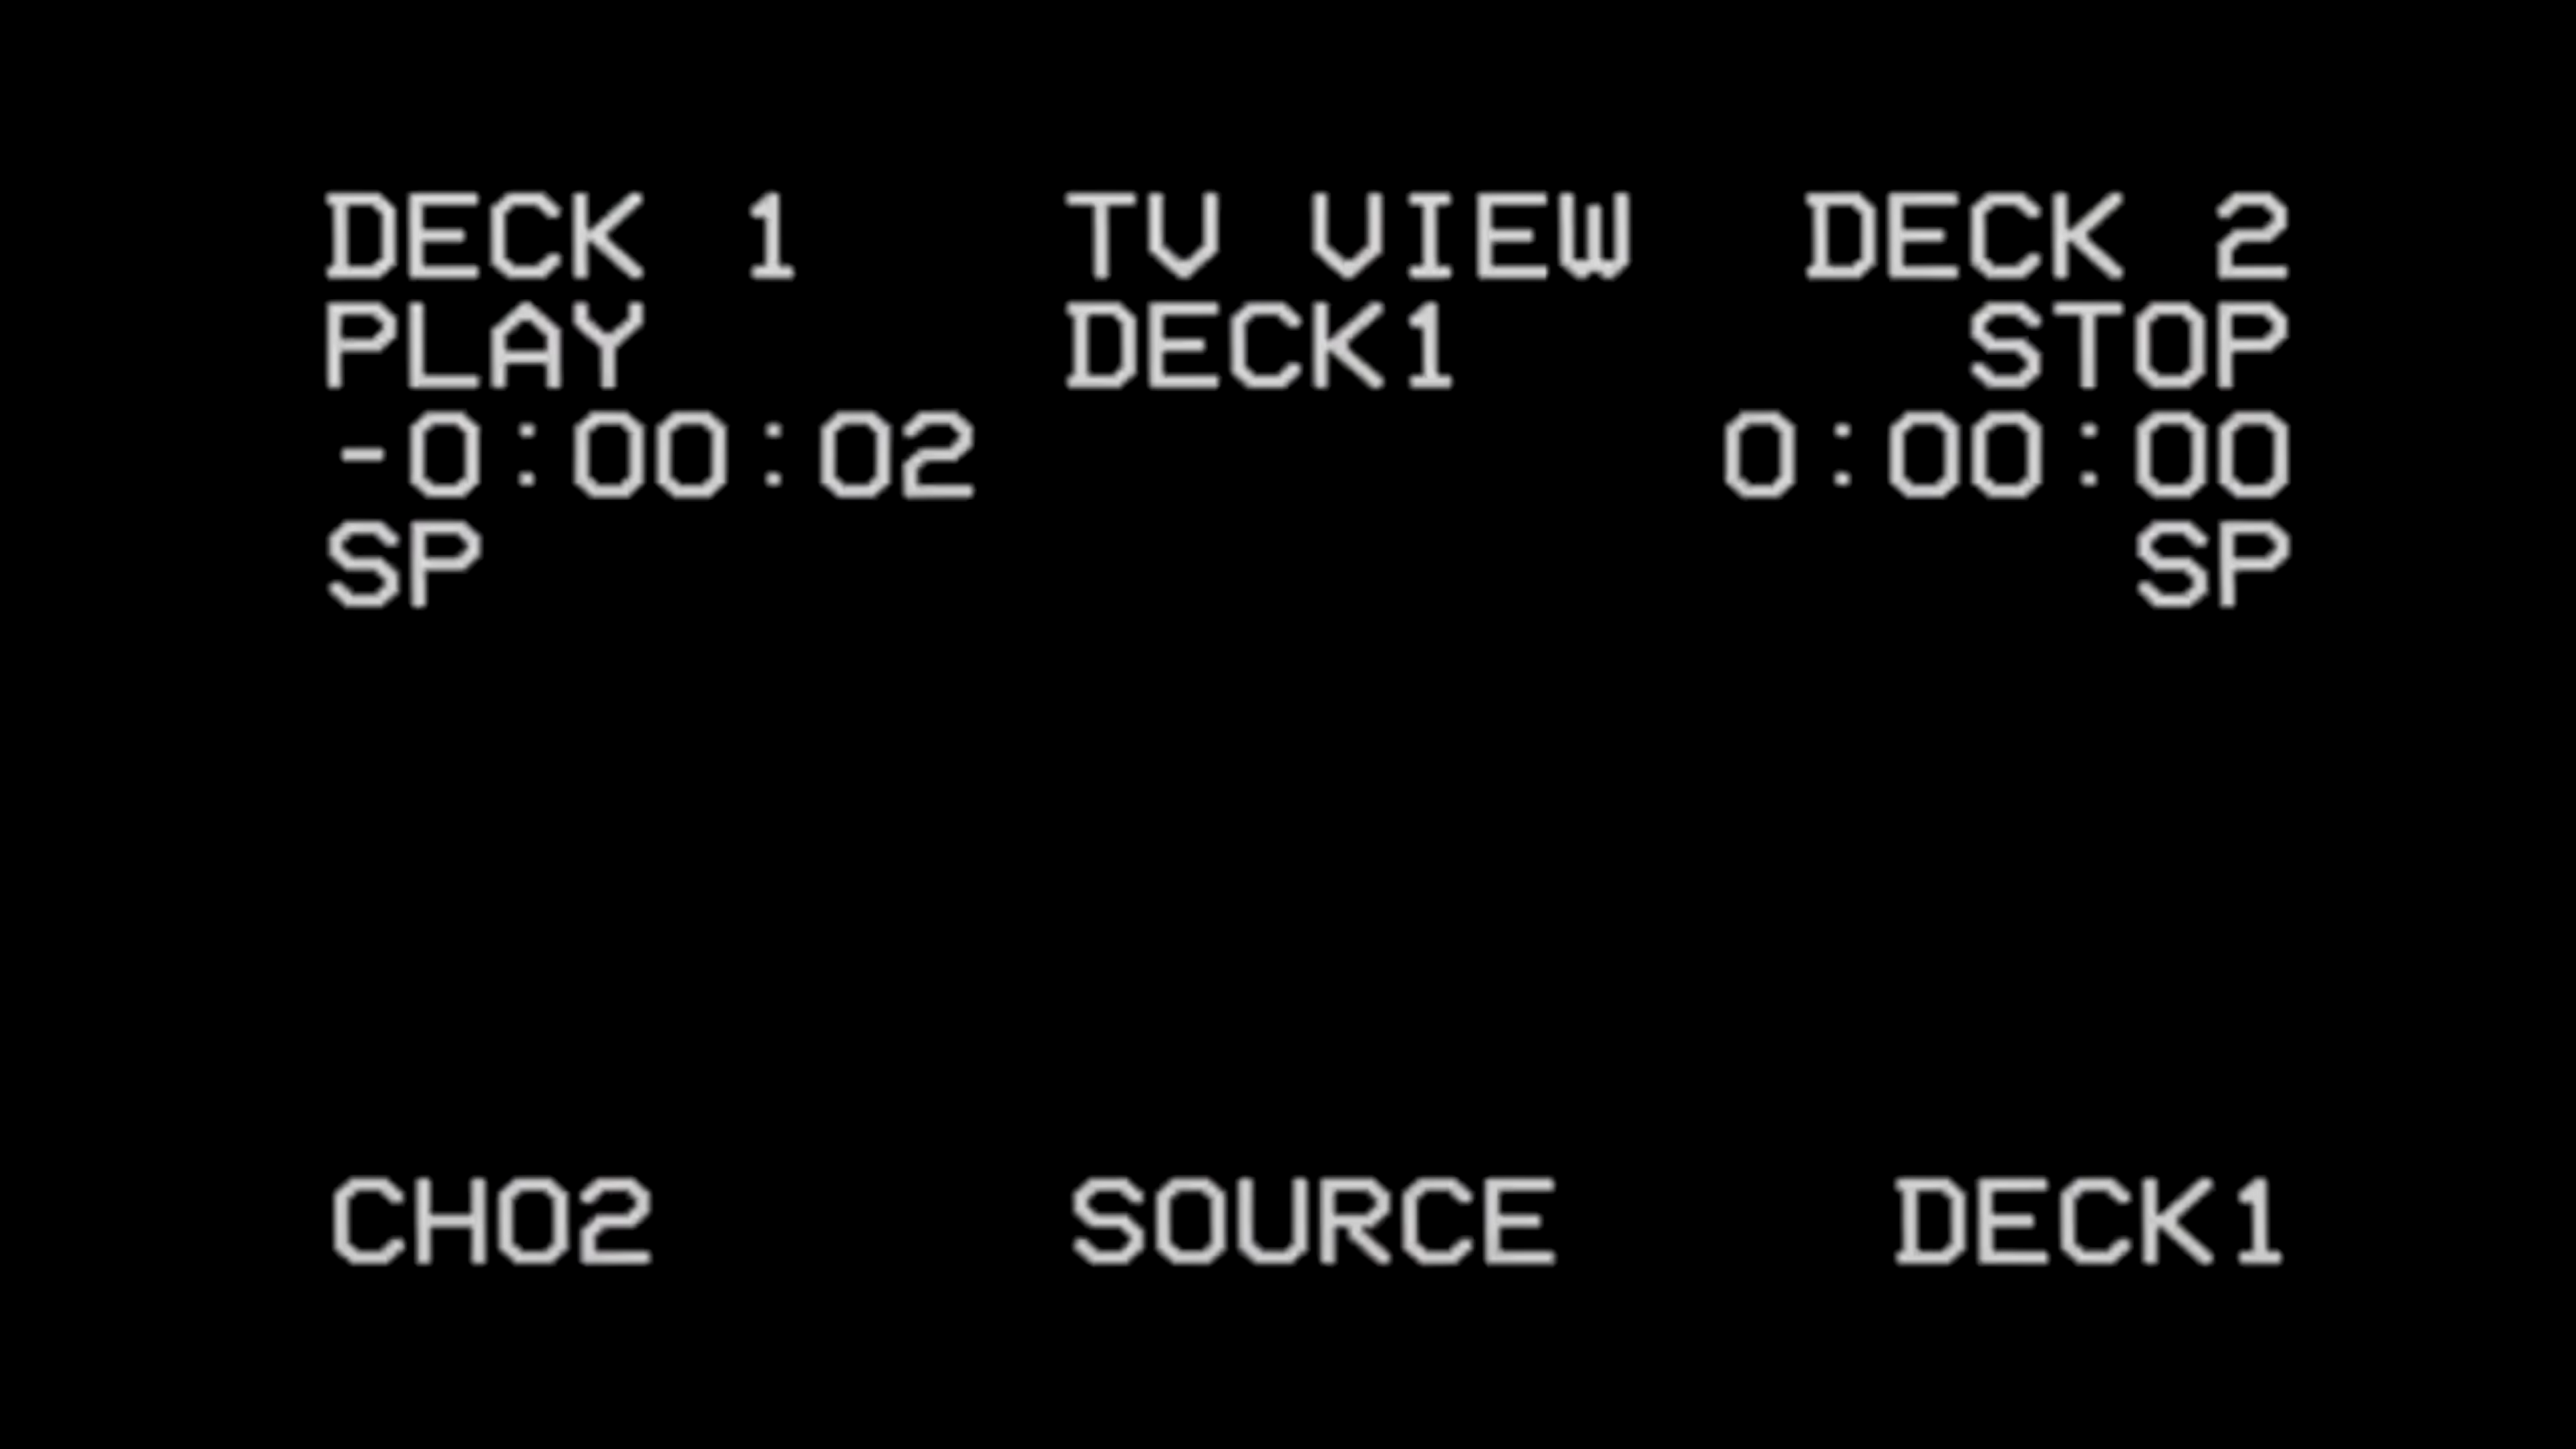 DECK 1 TV VIEW DECK 2
PLAY DECK1 STOP
-0:00:02 0:00:00
SP SP
CH02 SOURCE DECK1